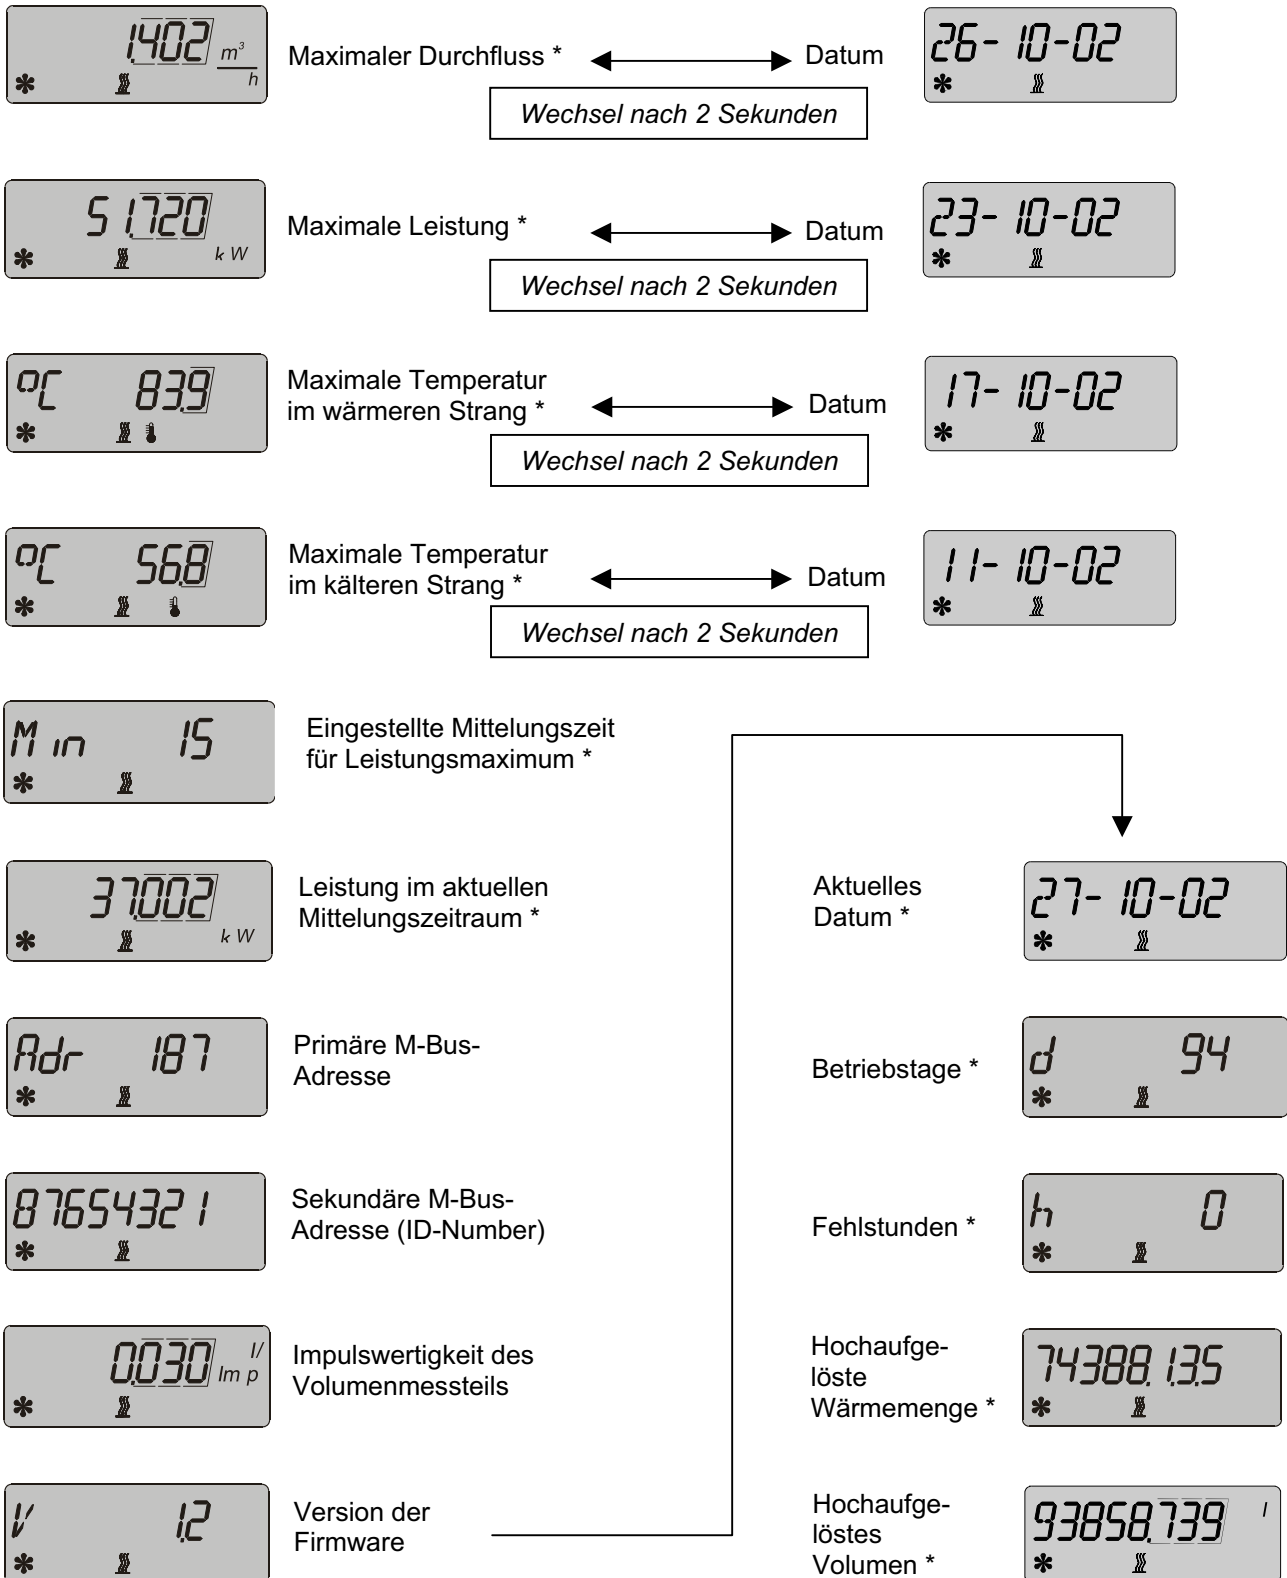 1,402 m³/h
Maximaler Durchfluss *
Datum
26-10-02
Wechsel nach 2 Sekunden
51,720
kW
Maximale Leistung *
Datum
23-10-02
Wechsel nach 2 Sekunden
°C 83,9
Maximale Temperatur
im wärmeren Strang *
Datum
17-10-02
Wechsel nach 2 Sekunden
°C 56,8
Maximale Temperatur
im kälteren Strang *
Datum
11-10-02
Wechsel nach 2 Sekunden
Min 15
Eingestellte Mittelungszeit
für Leistungsmaximum *
37,002
kW
Leistung im aktuellen
Mittelungszeitraum *
Adr 187
Primäre M-Bus-
Adresse
87654321
Sekundäre M-Bus-
Adresse (ID-Number)
0,030 l/Imp
Impulswertigkeit des
Volumenmessteils
V 1,2
Version der
Firmware
Aktuelles
Datum *
27-10-02
Betriebstage *
d 94
Fehlstunden *
h 0
Hochaufge-
löste
Wärmemenge *
74388,13,5
Hochaufge-
löstes
Volumen *
93858,739 l